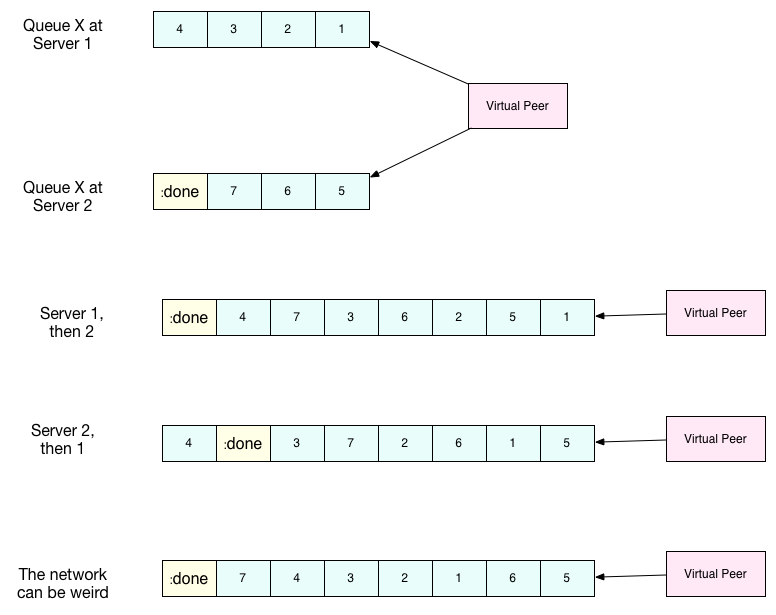 Queue X at
Server 1
4 3 2 1
Virtual Peer
Queue X at
Server 2
:done 7 6 5
Server 1,
then 2
:done 4 7 3 6 2 5 1
Virtual Peer
Server 2,
then 1
4 :done 3 7 2 6 1 5
Virtual Peer
The network
can be weird
:done 7 4 3 2 1 6 5
Virtual Peer